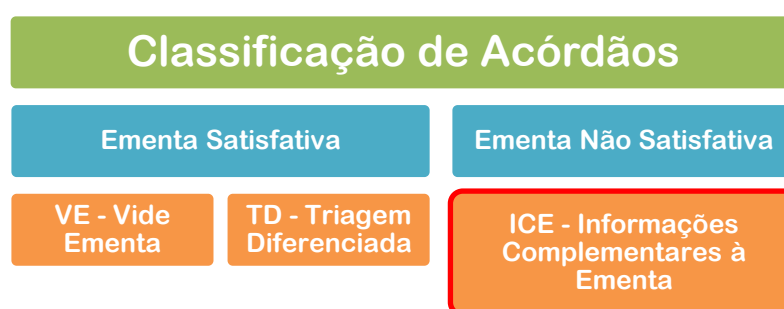 Classificação de Acórdãos
Ementa Satisfativa
Ementa Não Satisfativa
VE - Vide
Ementa
TD - Triagem
Diferenciada
ICE - Informações
Complementares à
Ementa